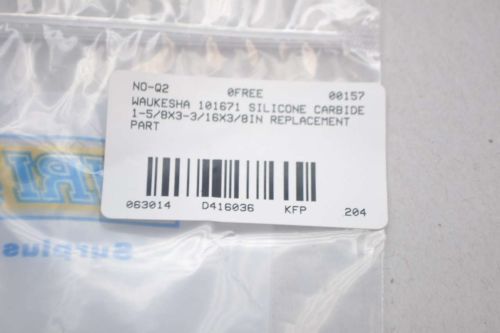 NO-Q2 0FREE 00157
WAUKESHA 101671 SILICONE CARBIDE
1-5/8X3-3/16X3/8IN REPLACEMENT
PART
063014 D416036 KFP 204
Surplus